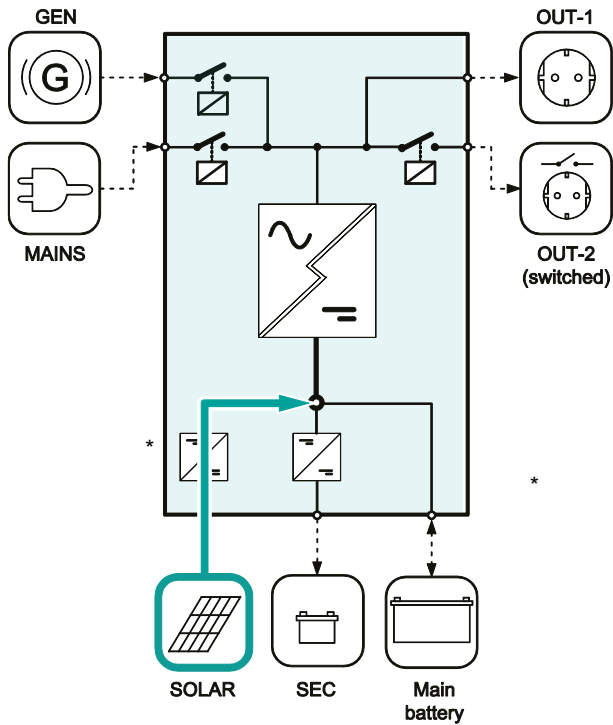 GEN
OUT-1
G
MAINS
OUT-2
(switched)
*
*
SOLAR
SEC
Main
battery